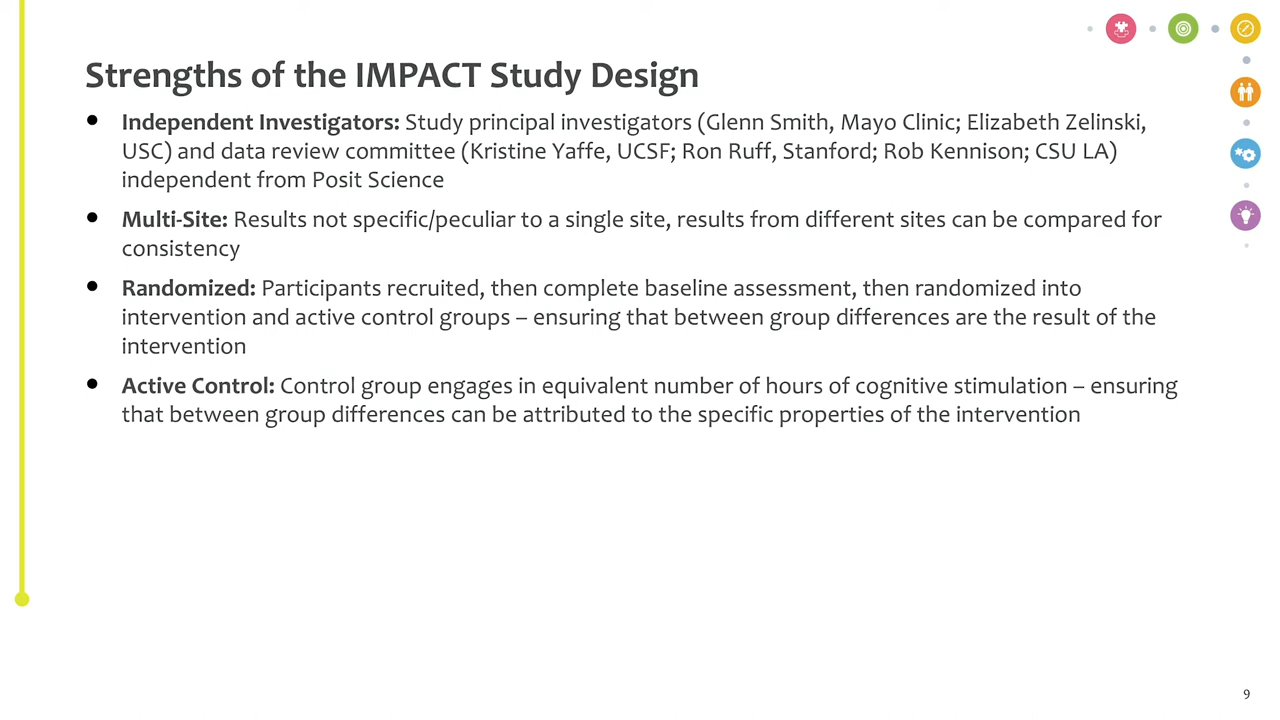 Strengths of the IMPACT Study Design
● Independent Investigators: Study principal investigators (Glenn Smith, Mayo Clinic; Elizabeth Zelinski,
USC) and data review committee (Kristine Yaffe, UCSF; Ron Ruff, Stanford; Rob Kennison; CSU LA)
independent from Posit Science
● Multi-Site: Results not specific/peculiar to a single site, results from different sites can be compared for
consistency
● Randomized: Participants recruited, then complete baseline assessment, then randomized into
intervention and active control groups – ensuring that between group differences are the result of the
intervention
● Active Control: Control group engages in equivalent number of hours of cognitive stimulation – ensuring
that between group differences can be attributed to the specific properties of the intervention
9